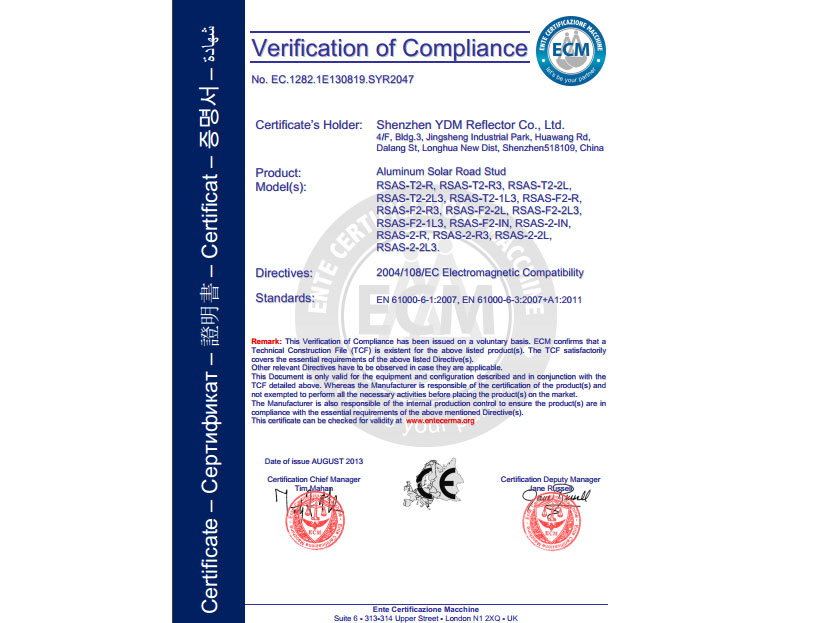 Certificate – Сертификат – 證明書 – Certificat – 증명서 – شهادة
Verification of Compliance
ENTE CERTIFICAZIONE MACCHINE
ECM
let's be your partner
No. EC.1282.1E130819.SYR2047
Certificate's Holder: Shenzhen YDM Reflector Co., Ltd.
4/F, Bldg.3, Jingsheng Industrial Park, Huawang Rd,
Dalang St, Longhua New Dist, Shenzhen518109, China
Product: Aluminum Solar Road Stud
Model(s): RSAS-T2-R, RSAS-T2-R3, RSAS-T2-2L,
RSAS-T2-2L3, RSAS-T2-1L3, RSAS-F2-R,
RSAS-F2-R3, RSAS-F2-2L, RSAS-F2-2L3,
RSAS-F2-1L3, RSAS-F2-IN, RSAS-2-IN,
RSAS-2-R, RSAS-2-R3, RSAS-2-2L,
RSAS-2-2L3.
Directives: 2004/108/EC Electromagnetic Compatibility
Standards: EN 61000-6-1:2007, EN 61000-6-3:2007+A1:2011
Remark: This Verification of Compliance has been issued on a voluntary basis. ECM confirms that a
Technical Construction File (TCF) is existent for the above listed product(s). The TCF satisfactorily
covers the essential requirements of the above listed Directive(s).
Other relevant Directives have to be observed in case they are applicable.
This Document is only valid for the equipment and configuration described and in conjunction with the
TCF detailed above. Whereas the Manufacturer is responsible of the certification of the product(s) and
not exempted to perform all the necessary activities before placing the product(s) on the market.
The Manufacturer is also responsible of the internal production control to ensure the product(s) are in
compliance with the essential requirements of the above mentioned Directive(s).
This certificate can be checked for validity at www.entecerma.org
Date of issue AUGUST 2013
Certification Chief Manager
Tim Mahan
CE
Certification Deputy Manager
Jane Russell
ECM
ECM
Ente Certificazione Macchine
Suite 6 • 313-314 Upper Street • London N1 2XQ • UK